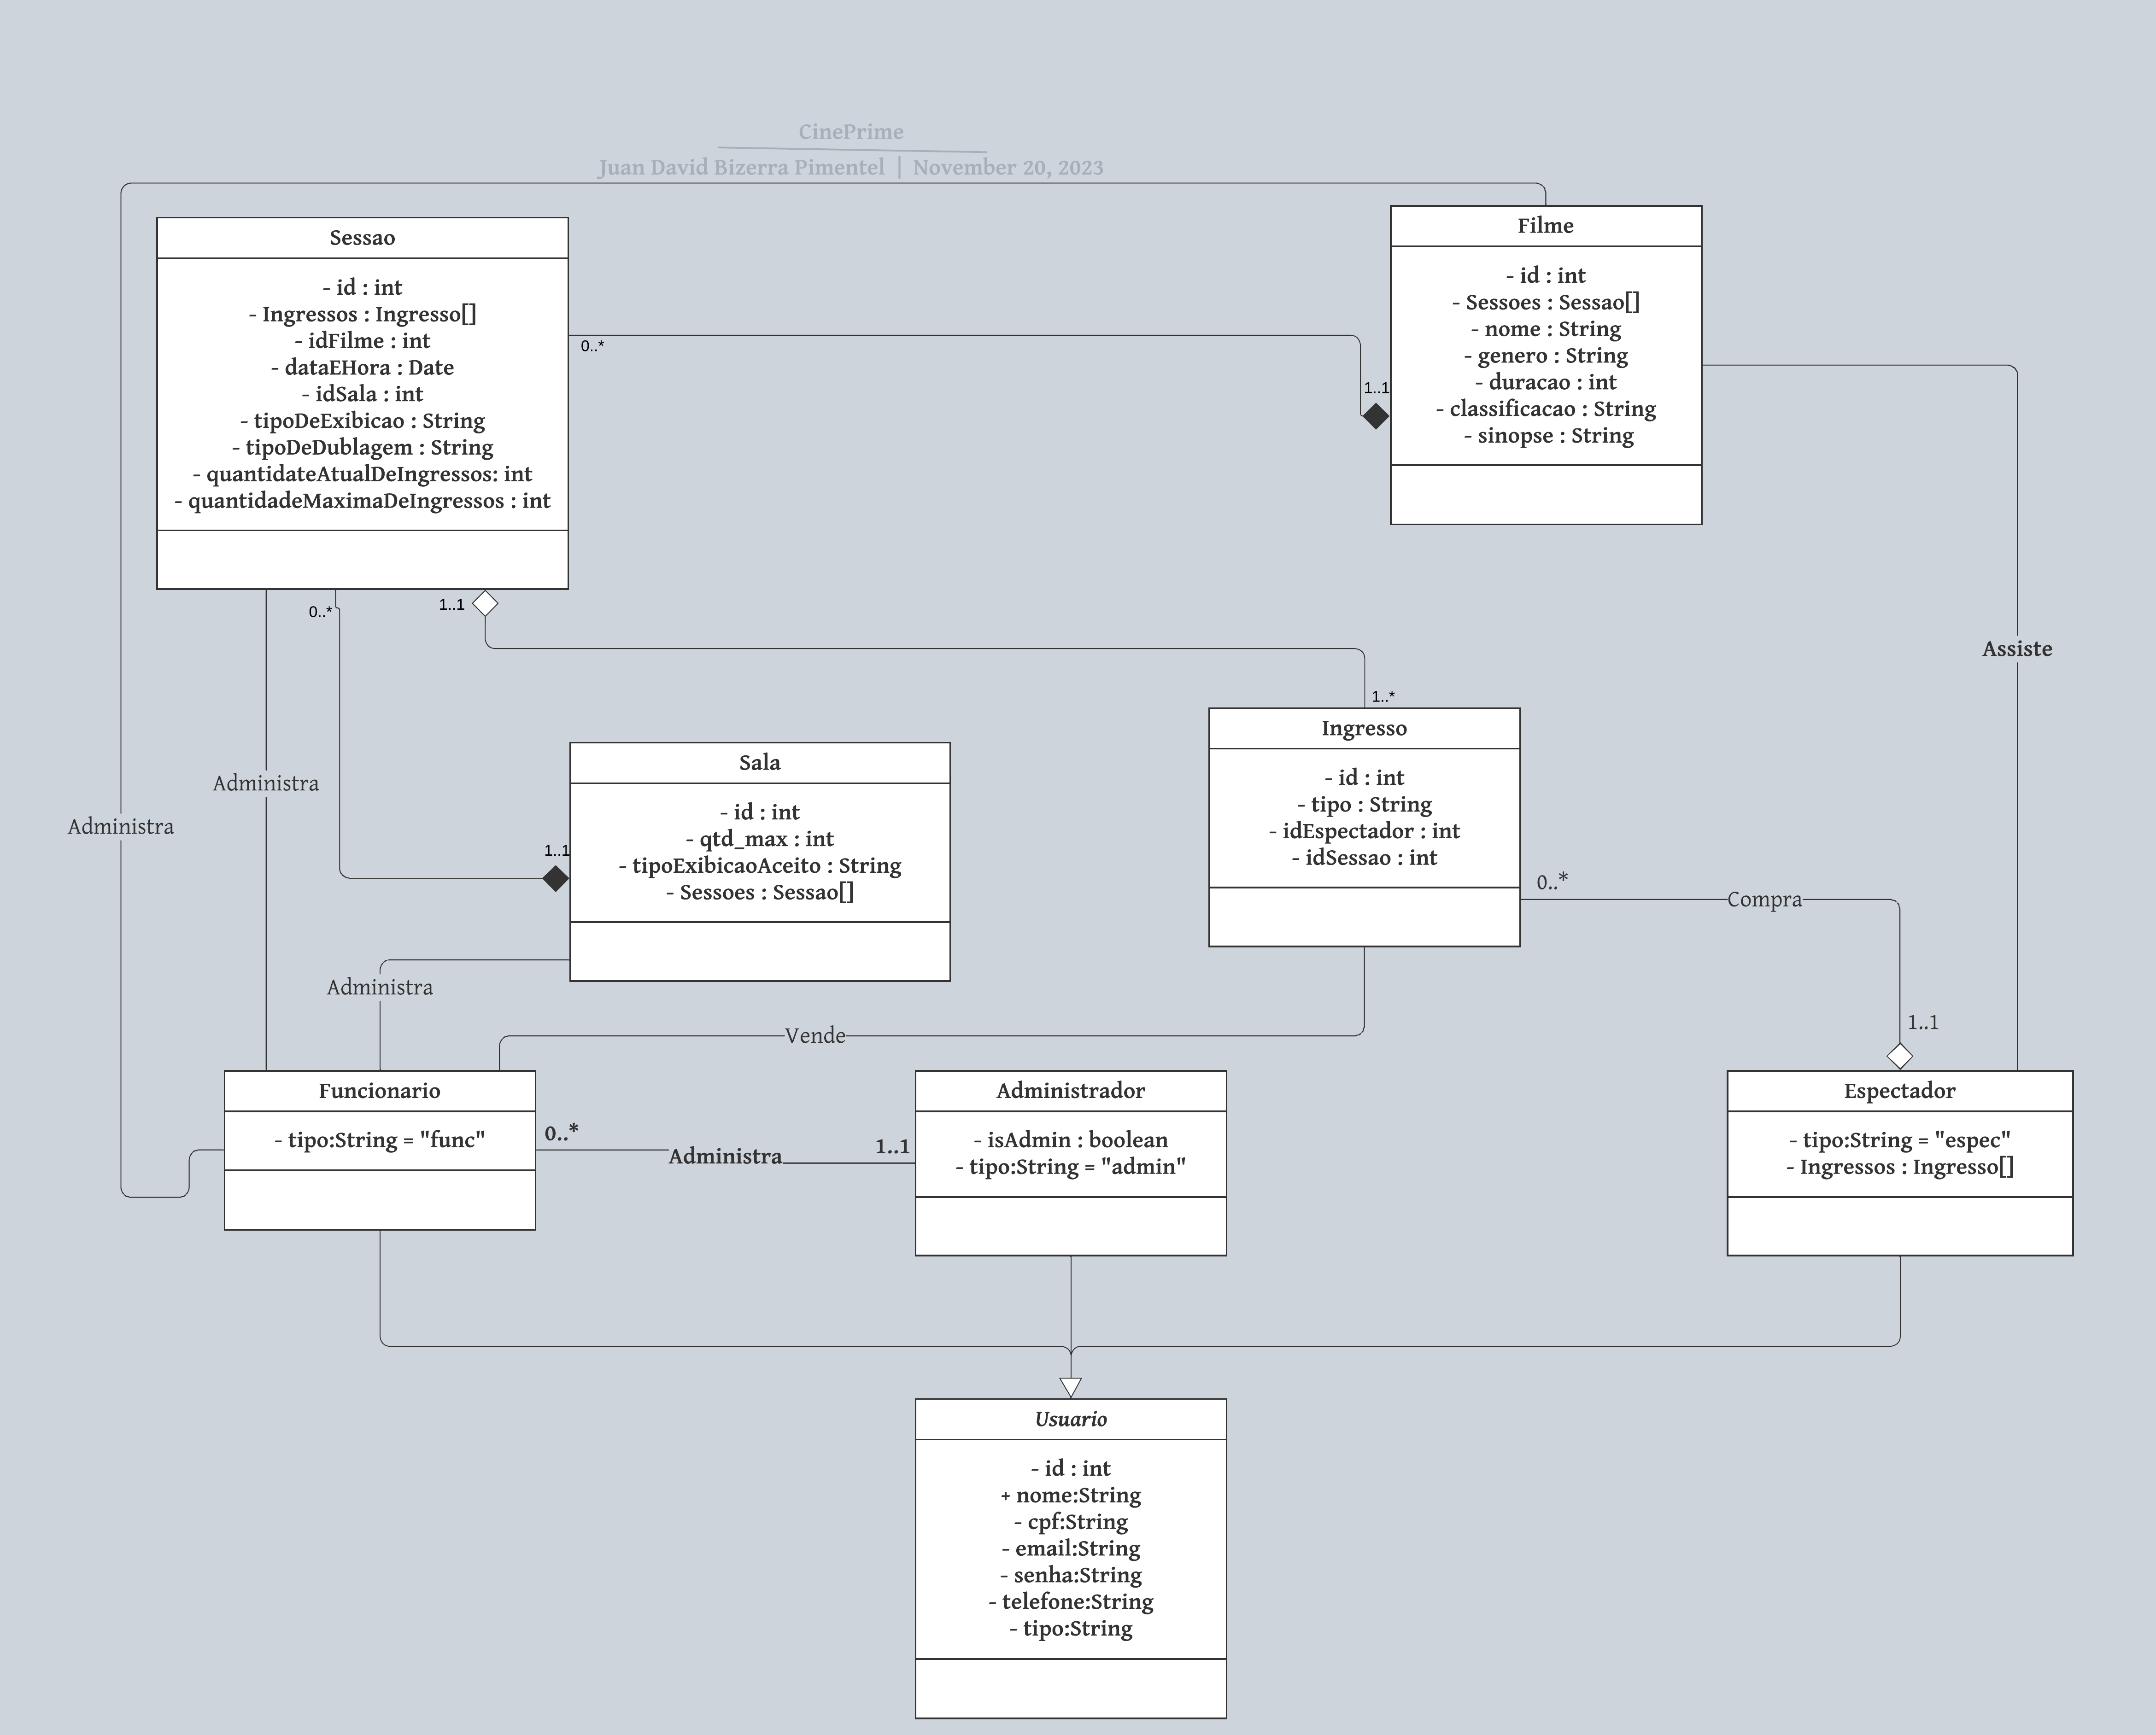 CinePrime
Juan David Bizerra Pimentel | November 20, 2023
Sessao
- id : int
- Ingressos : Ingresso[]
- idFilme : int
- dataEHora : Date
- idSala : int
- tipoDeExibicao : String
- tipoDeDublagem : String
- quantidateAtualDeIngressos: int
- quantidadeMaximaDeIngressos : int
Filme
- id : int
- Sessoes : Sessao[]
- nome : String
- genero : String
- duracao : int
- classificacao : String
- sinopse : String
0..*
1..1
0..*
1..1
1..*
Assiste
Administra
Administra
Sala
- id : int
- qtd_max : int
- tipoExibicaoAceito : String
- Sessoes : Sessao[]
1..1
Ingresso
- id : int
- tipo : String
- idEspectador : int
- idSessao : int
0..*
Compra
1..1
Administra
Vende
Funcionario
- tipo:String = "func"
0..*
Administra
1..1
Administrador
- isAdmin : boolean
- tipo:String = "admin"
Espectador
- tipo:String = "espec"
- Ingressos : Ingresso[]
Usuario
- id : int
+ nome:String
- cpf:String
- email:String
- senha:String
- telefone:String
- tipo:String